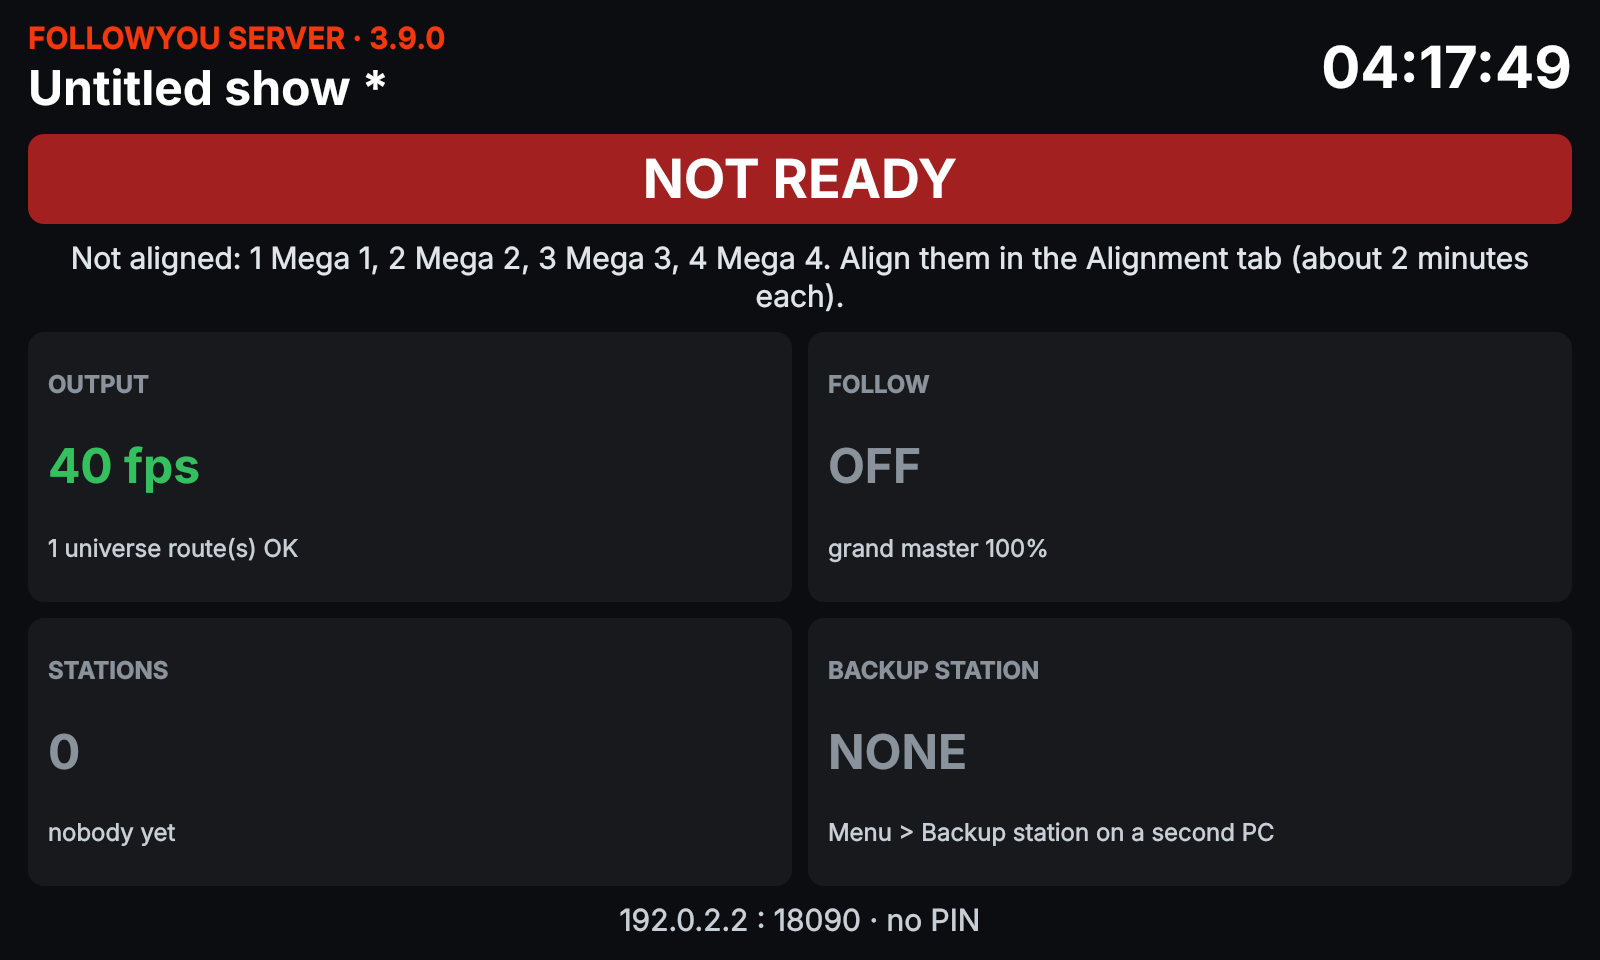 FOLLOWYOU SERVER · 3.9.0
Untitled show *
04:17:49
NOT READY
Not aligned: 1 Mega 1, 2 Mega 2, 3 Mega 3, 4 Mega 4. Align them in the Alignment tab (about 2 minutes
each).
OUTPUT
40 fps
1 universe route(s) OK
FOLLOW
OFF
grand master 100%
STATIONS
0
nobody yet
BACKUP STATION
NONE
Menu > Backup station on a second PC
192.0.2.2 : 18090 · no PIN